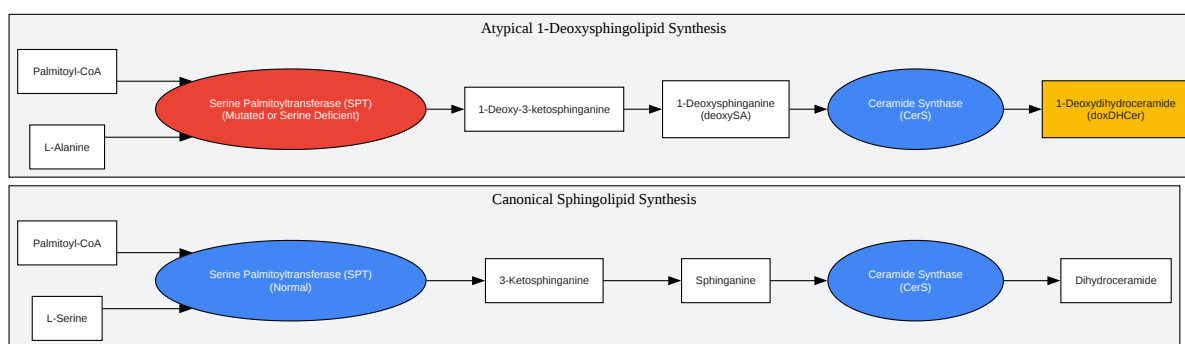 Atypical 1-Deoxysphingolipid Synthesis
Palmitoyl-CoA
L-Alanine
Serine Palmitoyltransferase (SPT)
(Mutated or Serine Deficient)
1-Deoxy-3-ketosphinganine
1-Deoxysphinganine
(deoxySA)
Ceramide Synthase
(CerS)
1-Deoxydihydroceramide
(doxDHCer)
Canonical Sphingolipid Synthesis
Palmitoyl-CoA
L-Serine
Serine Palmitoyltransferase (SPT)
(Normal)
3-Ketosphinganine
Sphinganine
Ceramide Synthase
(CerS)
Dihydroceramide